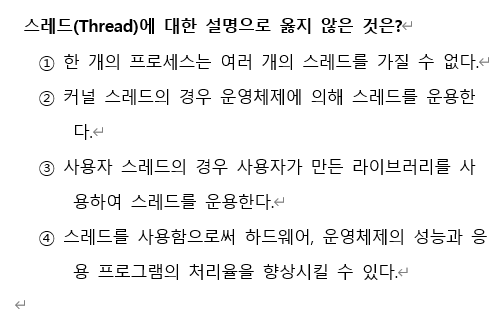 스레드(Thread)에 대한 설명으로 옳지 않은 것은?↵
① 한 개의 프로세스는 여러 개의 스레드를 가질 수 없다.↵
② 커널 스레드의 경우 운영체제에 의해 스레드를 운용한
다.↵
③ 사용자 스레드의 경우 사용자가 만든 라이브러리를 사
용하여 스레드를 운용한다.↵
④ 스레드를 사용함으로써 하드웨어, 운영체제의 성능과 응
용 프로그램의 처리율을 향상시킬 수 있다.↵
↵